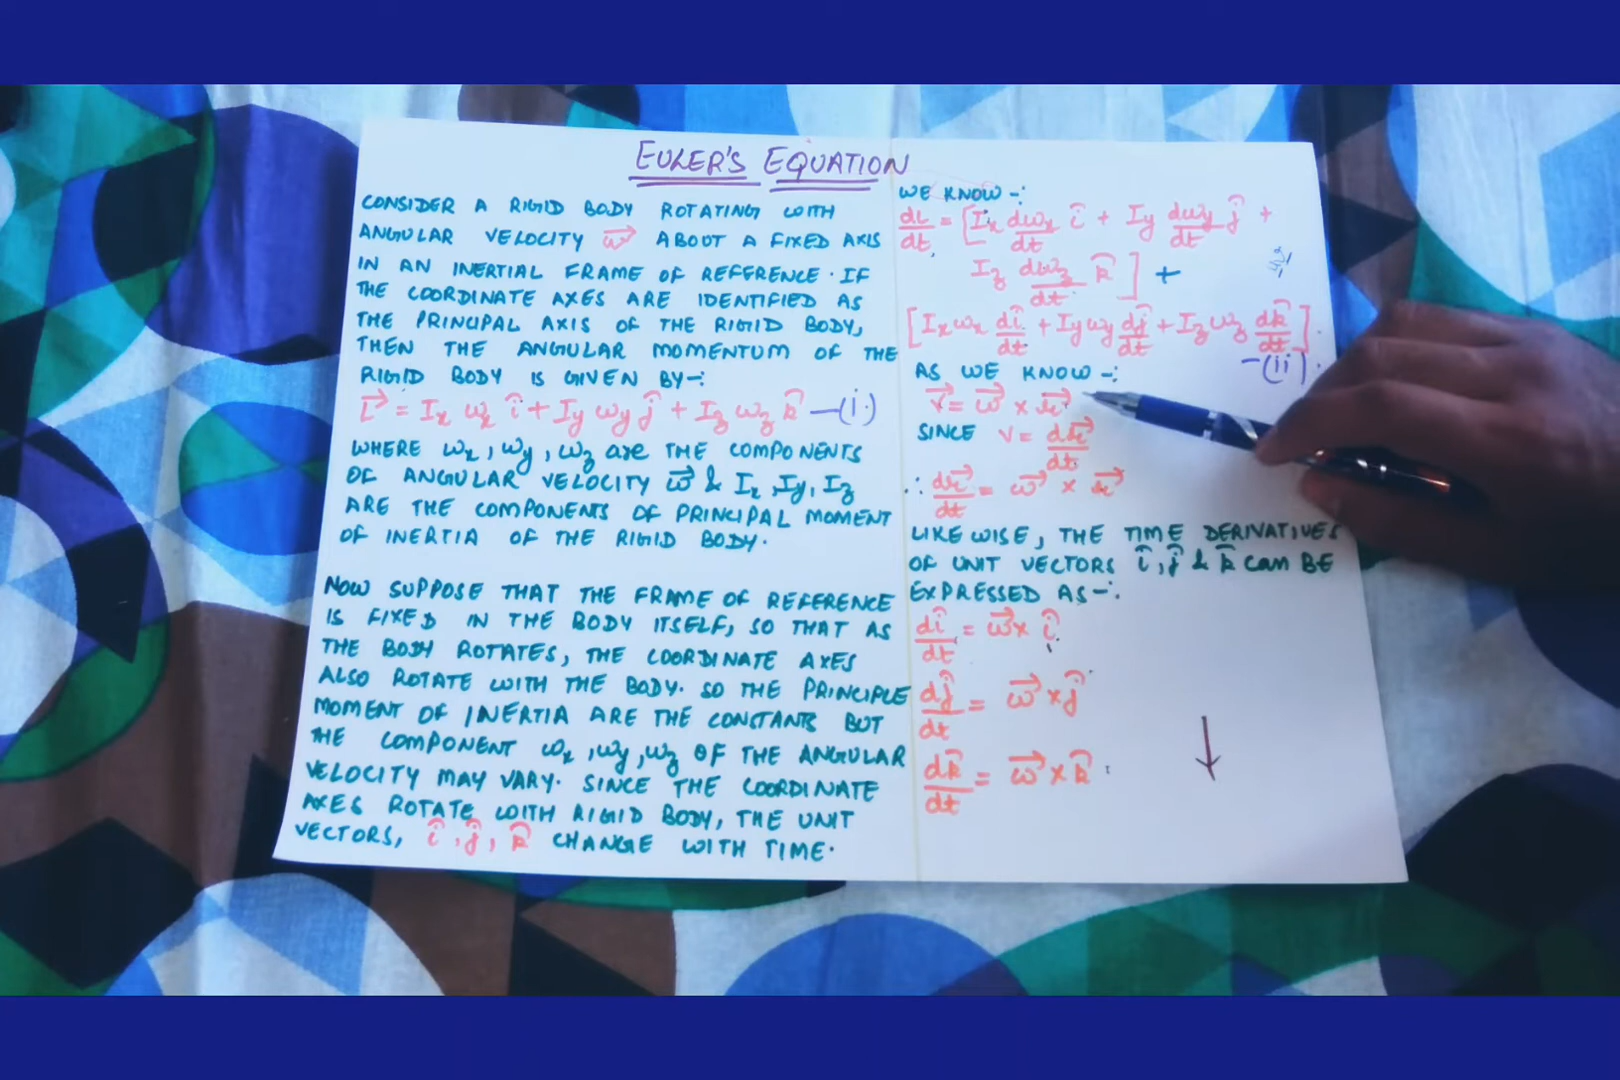 EULER'S EQUATION
CONSIDER A RIGID BODY ROTATING WITH
ANGULAR VELOCITY ω⃗ ABOUT A FIXED AXIS
IN AN INERTIAL FRAME OF REFERENCE. IF
THE COORDINATE AXES ARE IDENTIFIED AS
THE PRINCIPAL AXIS OF THE RIGID BODY,
THEN THE ANGULAR MOMENTUM OF THE
RIGID BODY IS GIVEN BY-:
L⃗ = Ix ωx î + Iy ωy ĵ + Iz ωz k̂ —(i.)
WHERE ωx, ωy, ωz are THE COMPONENTS
OF ANGULAR VELOCITY ω⃗ & Ix, Iy, Iz
ARE THE COMPONENTS OF PRINCIPAL MOMENT
OF INERTIA OF THE RIGID BODY.
NOW SUPPOSE THAT THE FRAME OF REFERENCE
IS FIXED IN THE BODY ITSELF, SO THAT AS
THE BODY ROTATES, THE COORDINATE AXES
ALSO ROTATE WITH THE BODY. SO THE PRINCIPLE
MOMENT OF INERTIA ARE THE CONSTANTS BUT
THE COMPONENT ωx, ωy, ωz OF THE ANGULAR
VELOCITY MAY VARY. SINCE THE COORDINATE
AXES ROTATE WITH RIGID BODY, THE UNIT
VECTORS, î, ĵ, k̂ CHANGE WITH TIME.
WE KNOW -:
dL/dt = [Ix dωx/dt î + Iy dωy/dt ĵ +
Iz dωz/dt k̂] +
[Ix ωx dî/dt + Iy ωy dĵ/dt + Iz ωz dk̂/dt].
—(ii).
AS WE KNOW -:
v⃗ = ω⃗ × r⃗
SINCE v = dr⃗/dt
∴ dr⃗/dt = ω⃗ × r⃗
LIKE WISE, THE TIME DERIVATIVES
OF UNIT VECTORS î, ĵ & k̂ can BE
EXPRESSED AS -:
dî/dt = ω⃗ × î
dĵ/dt = ω⃗ × ĵ
dk̂/dt = ω⃗ × k̂